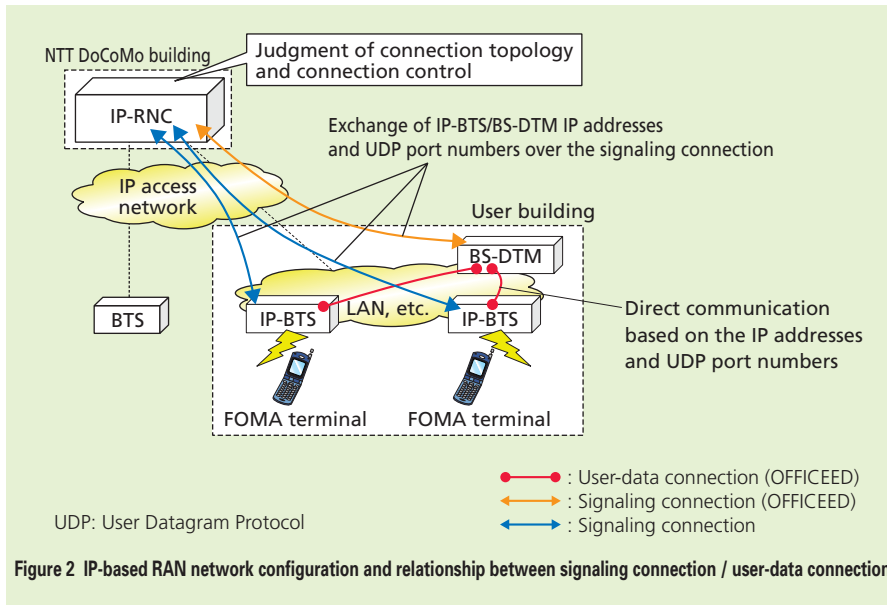 NTT DoCoMo building
Judgment of connection topology
and connection control
IP-RNC
Exchange of IP-BTS/BS-DTM IP addresses
and UDP port numbers over the signaling connection
IP access
network
User building
BS-DTM
BTS
IP-BTS
LAN, etc.
IP-BTS
Direct communication
based on the IP addresses
and UDP port numbers
FOMA terminal
FOMA terminal
: User-data connection (OFFICEED)
: Signaling connection (OFFICEED)
: Signaling connection
UDP: User Datagram Protocol
Figure 2 IP-based RAN network configuration and relationship between signaling connection / user-data connection